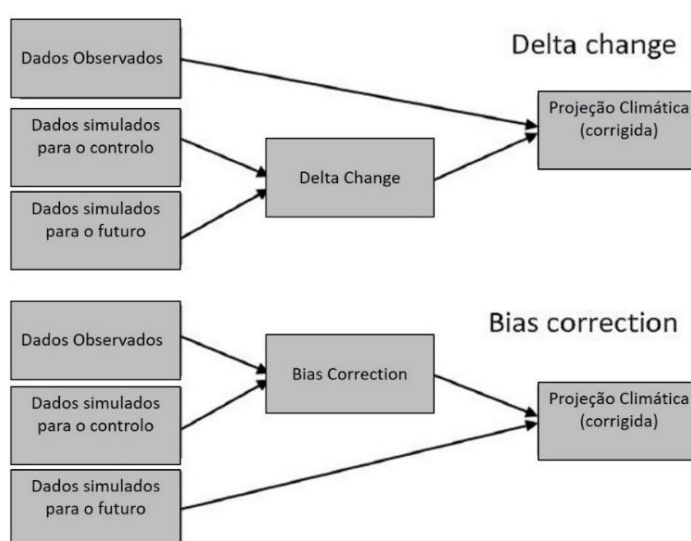 Delta change
Dados Observados
Dados simulados
para o controlo
Dados simulados
para o futuro
Delta Change
Projeção Climática
(corrigida)
Bias correction
Dados Observados
Dados simulados
para o controlo
Dados simulados
para o futuro
Bias Correction
Projeção Climática
(corrigida)